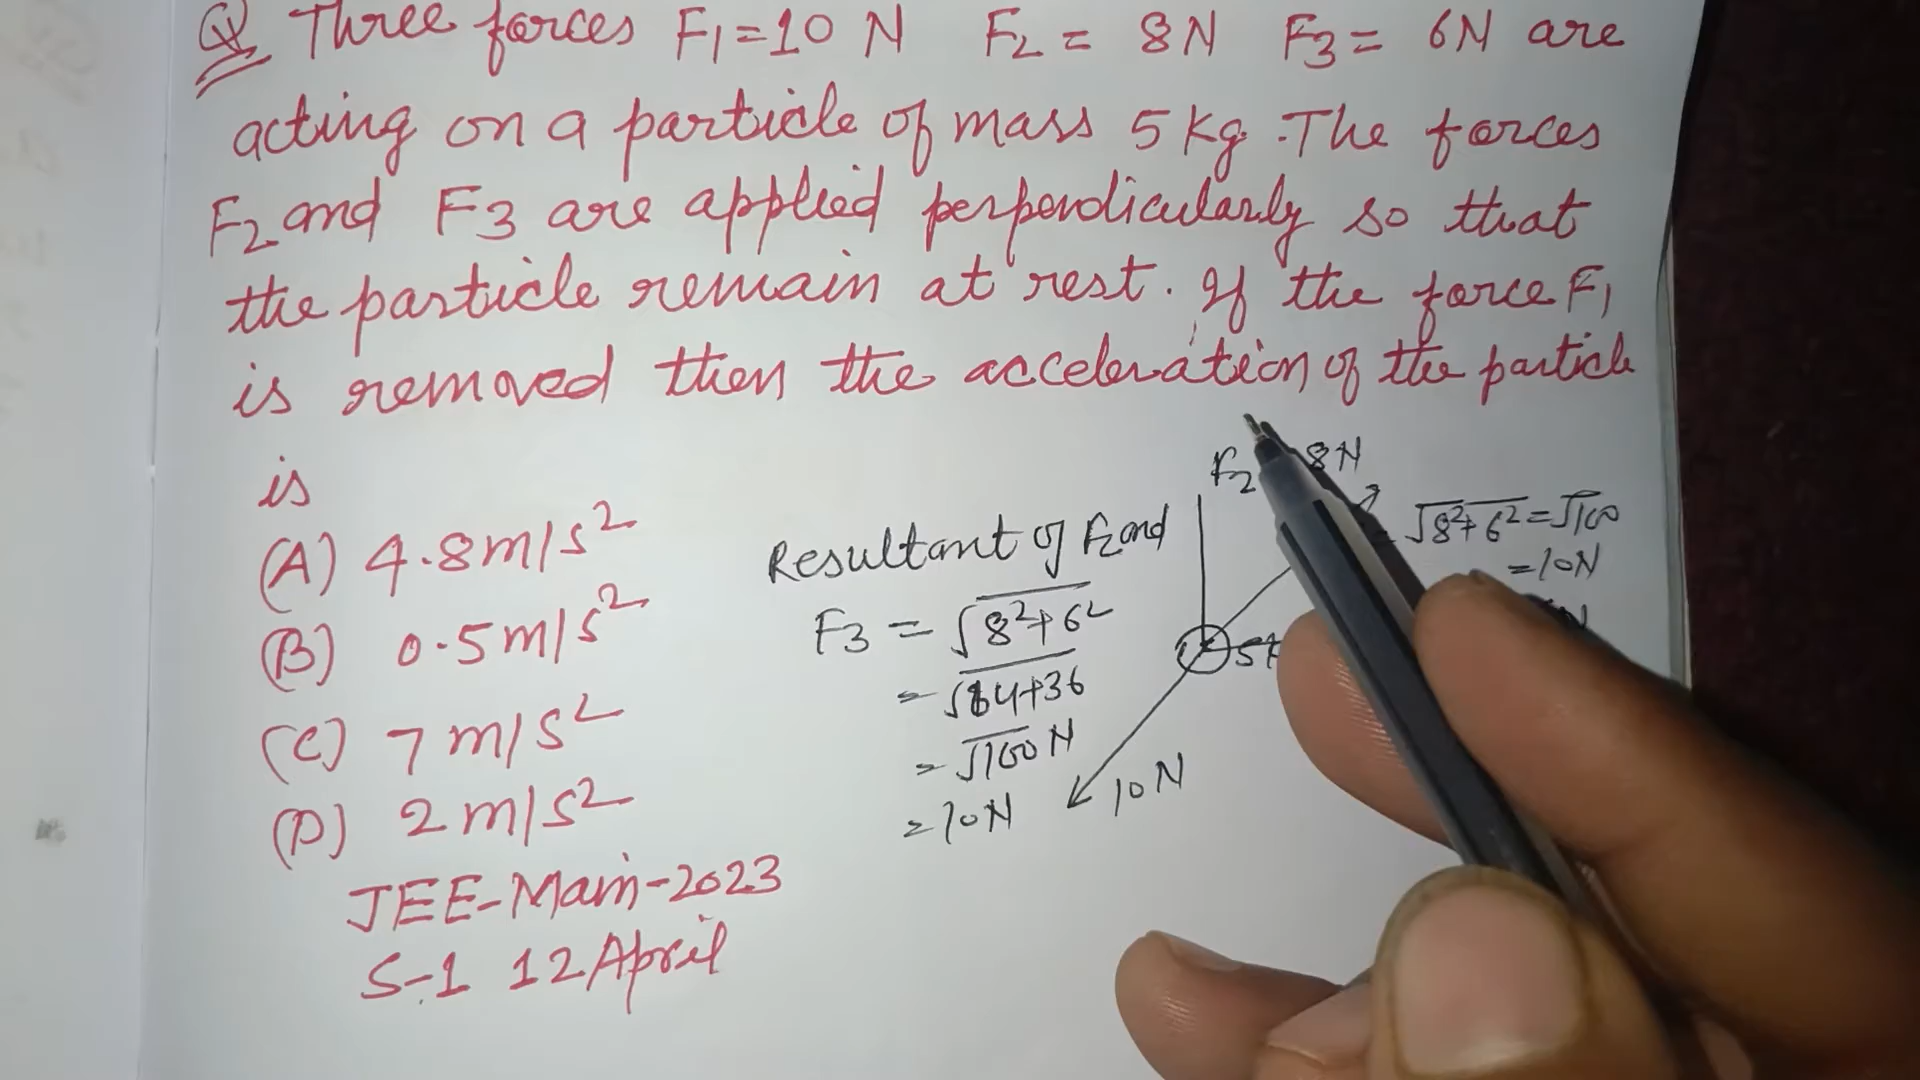 Q Three forces F1=10 N F2 = 8N F3 = 6N are
acting on a particle of mass 5 kg. The forces
F2 and F3 are applied perpendicularly so that
the particle remain at rest. If the force F1
is removed then the acceleration of the particle
is
(A) 4.8 m/s²
(B) 0.5 m/s²
(C) 7 m/s²
(D) 2 m/s²
JEE-Main-2023
S-1 12 April
Resultant of F2 and
F3 = √8²+6²
= √64+36
= √100 N
= 10N
F2 8N
= √8²+6² = √100
= 10N
10 N